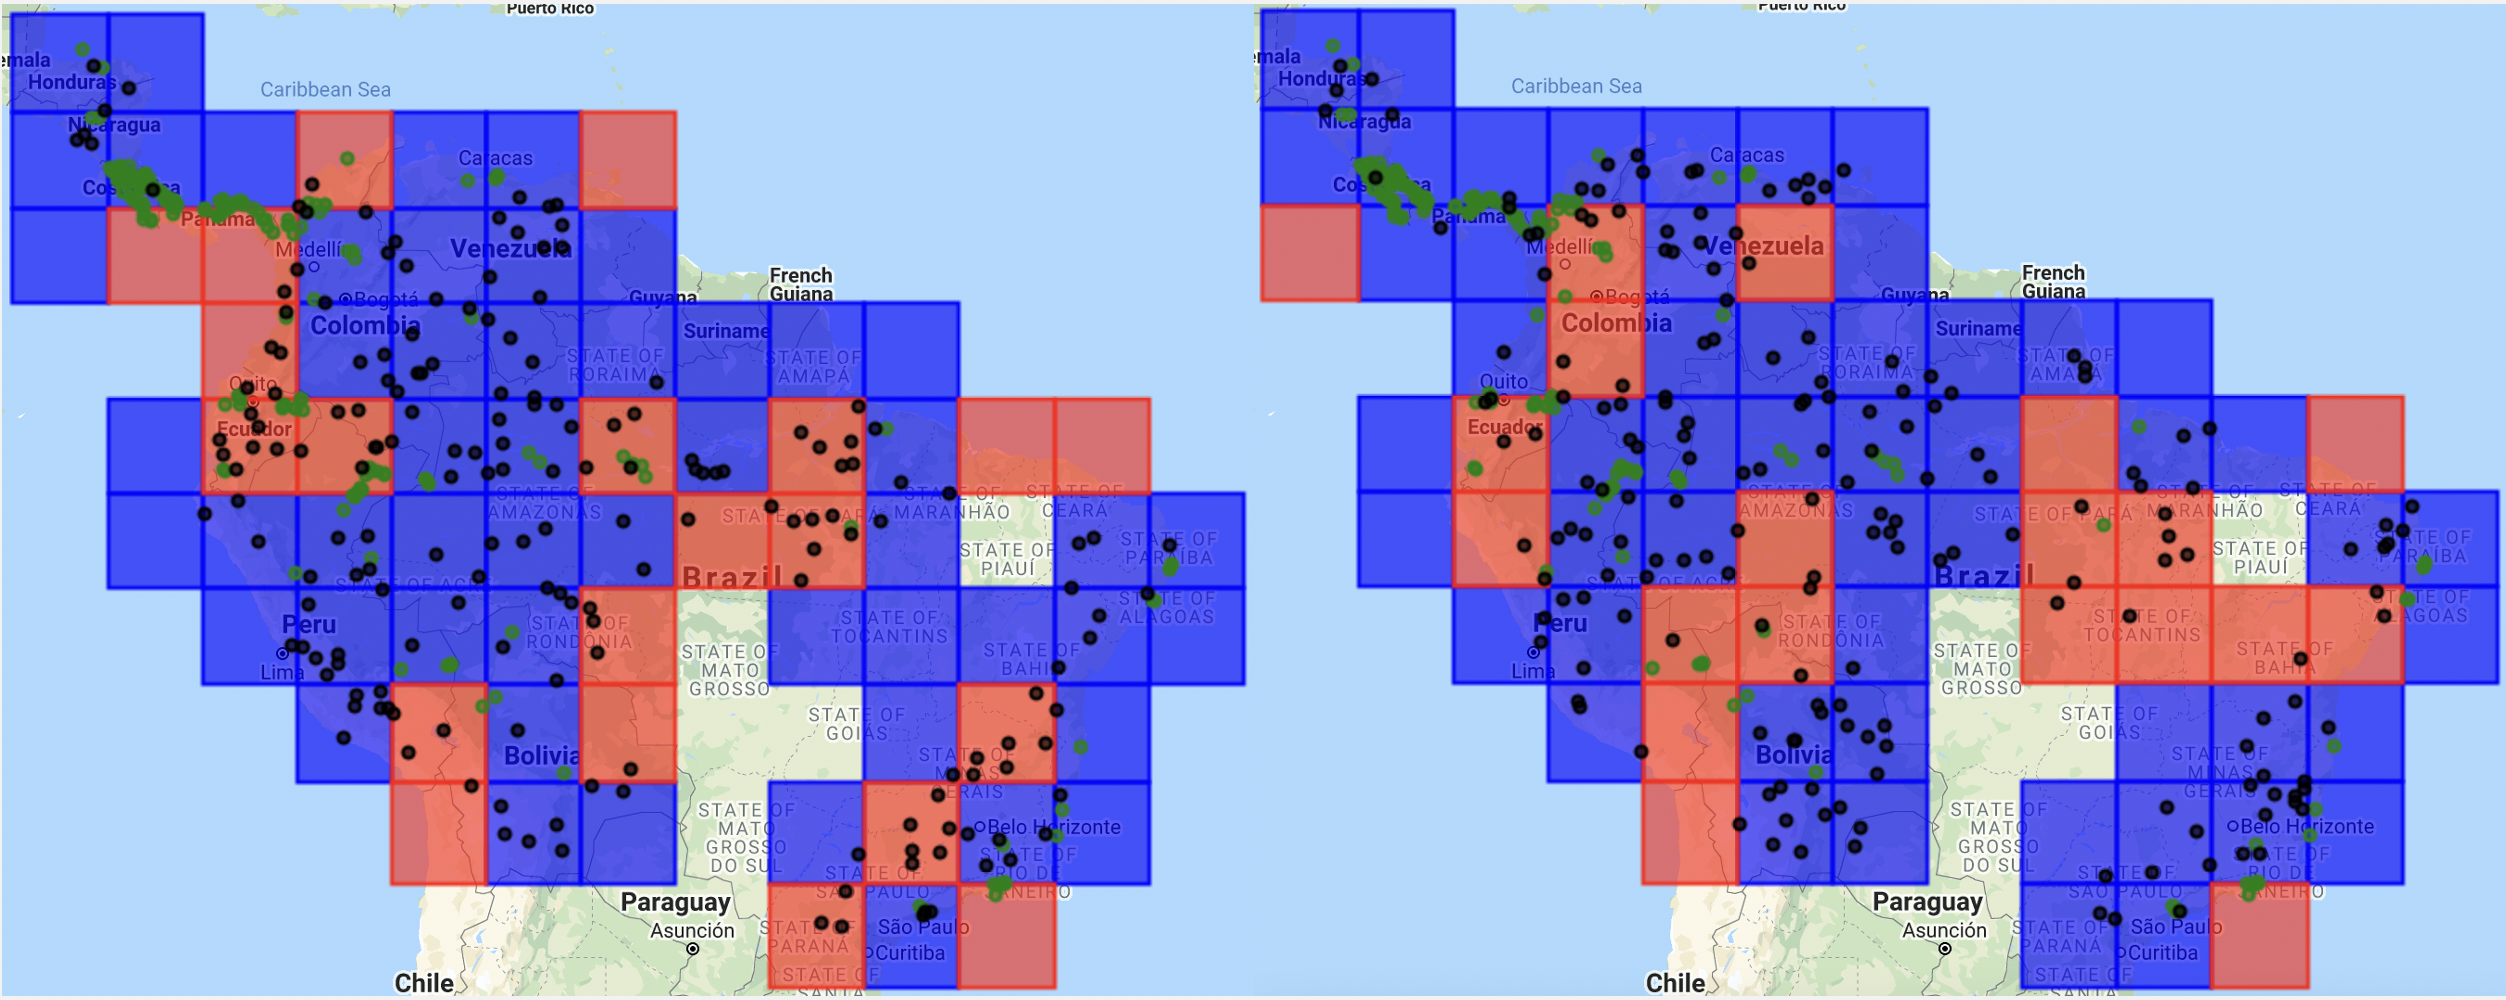 Puerto Rico
emala
Honduras
Caribbean Sea
Nicaragua
Caracas
Panama
Medellí
Venezuela
French
Guiana
Bogotá
Guyana
Colombia
Suriname
STATE OF
RORAIMA
STATE OF
AMAPÁ
Quito
Ecuador
STATE OF
AMAZONAS
STATE OF PARÁ
STATE OF
MARANHÃO
STATE OF
CEARÁ
STATE OF
PIAUÍ
STATE OF
PARAÍBA
Brazil
STATE OF ACRE
STATE OF
ALAGOAS
Peru
STATE OF
RONDÔNIA
STATE OF
TOCANTINS
Lima
STATE OF
MATO
GROSSO
STATE OF
BAHIA
STATE OF
GOIÁS
Bolivia
STATE OF
MINAS
GERAIS
STATE OF
MATO
GROSSO
DO SUL
Belo Horizonte
STATE OF
RIO DE
JANEIRO
STATE OF
SÃO PAULO
Paraguay
Asunción
São Paulo
STATE OF
PARANÁ
Curitiba
STATE OF
SANTA
Chile
Puerto Rico
emala
Honduras
Caribbean Sea
Nicaragua
Caracas
Panama
Medellí
Venezuela
French
Guiana
Bogotá
Guyana
Colombia
Suriname
STATE OF
RORAIMA
STATE OF
AMAPÁ
Quito
Ecuador
STATE OF
AMAZONAS
STATE OF PARÁ
STATE OF
MARANHÃO
STATE OF
CEARÁ
STATE OF
PIAUÍ
STATE OF
PARAÍBA
Brazil
STATE OF ACRE
STATE OF
ALAGOAS
Peru
STATE OF
RONDÔNIA
STATE OF
TOCANTINS
Lima
STATE OF
MATO
GROSSO
STATE OF
BAHIA
STATE OF
GOIÁS
Bolivia
STATE OF
MINAS
GERAIS
STATE OF
MATO
GROSSO
DO SUL
Belo Horizonte
STATE OF
RIO DE
JANEIRO
STATE OF
SÃO PAULO
Paraguay
Asunción
São Paulo
STATE OF
PARANÁ
Curitiba
STATE OF
SANTA
Chile